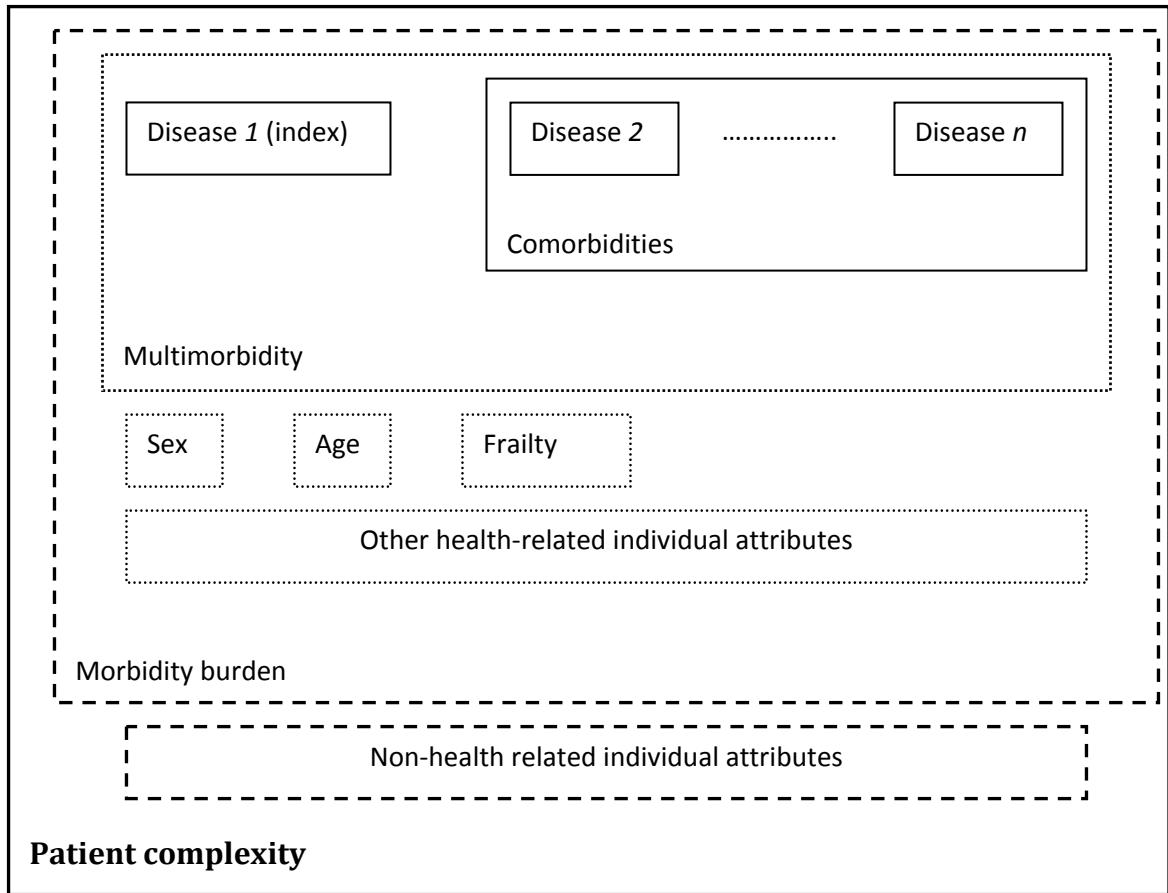 Disease 1 (index)
Disease 2
……………..
Disease n
Comorbidities
Multimorbidity
Sex
Age
Frailty
Other health-related individual attributes
Morbidity burden
Non-health related individual attributes
Patient complexity